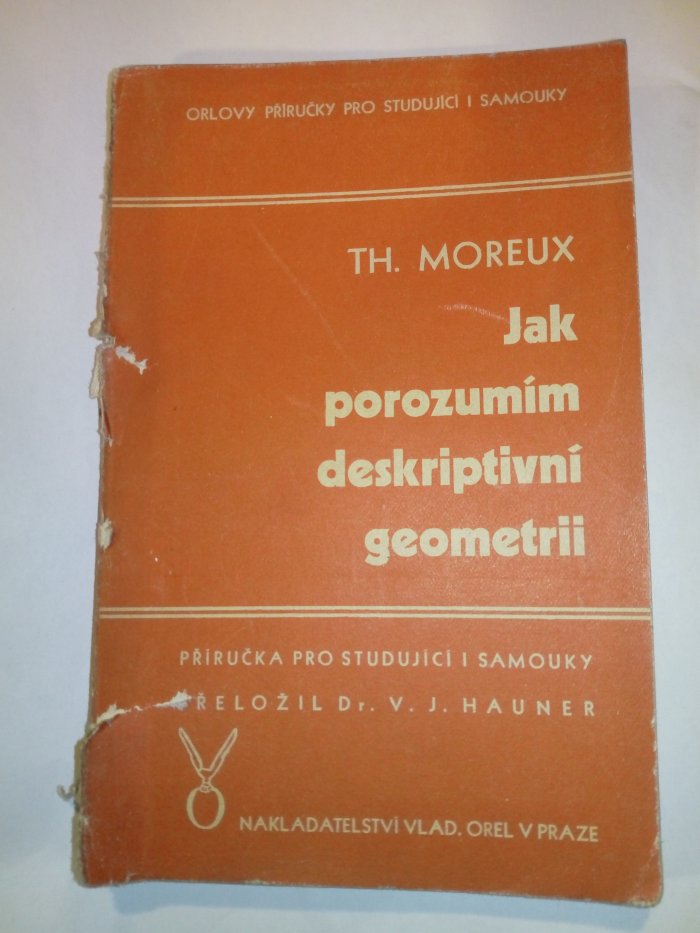 ORLOVY PŘÍRUČKY PRO STUDUJÍCÍ I SAMOUKY
TH. MOREUX
Jak
porozumím
deskriptivní
geometrii
PŘÍRUČKA PRO STUDUJÍCÍ I SAMOUKY
PŘELOŽIL Dr. V. J. HAUNER
O
NAKLADATELSTVÍ VLAD. OREL V PRAZE